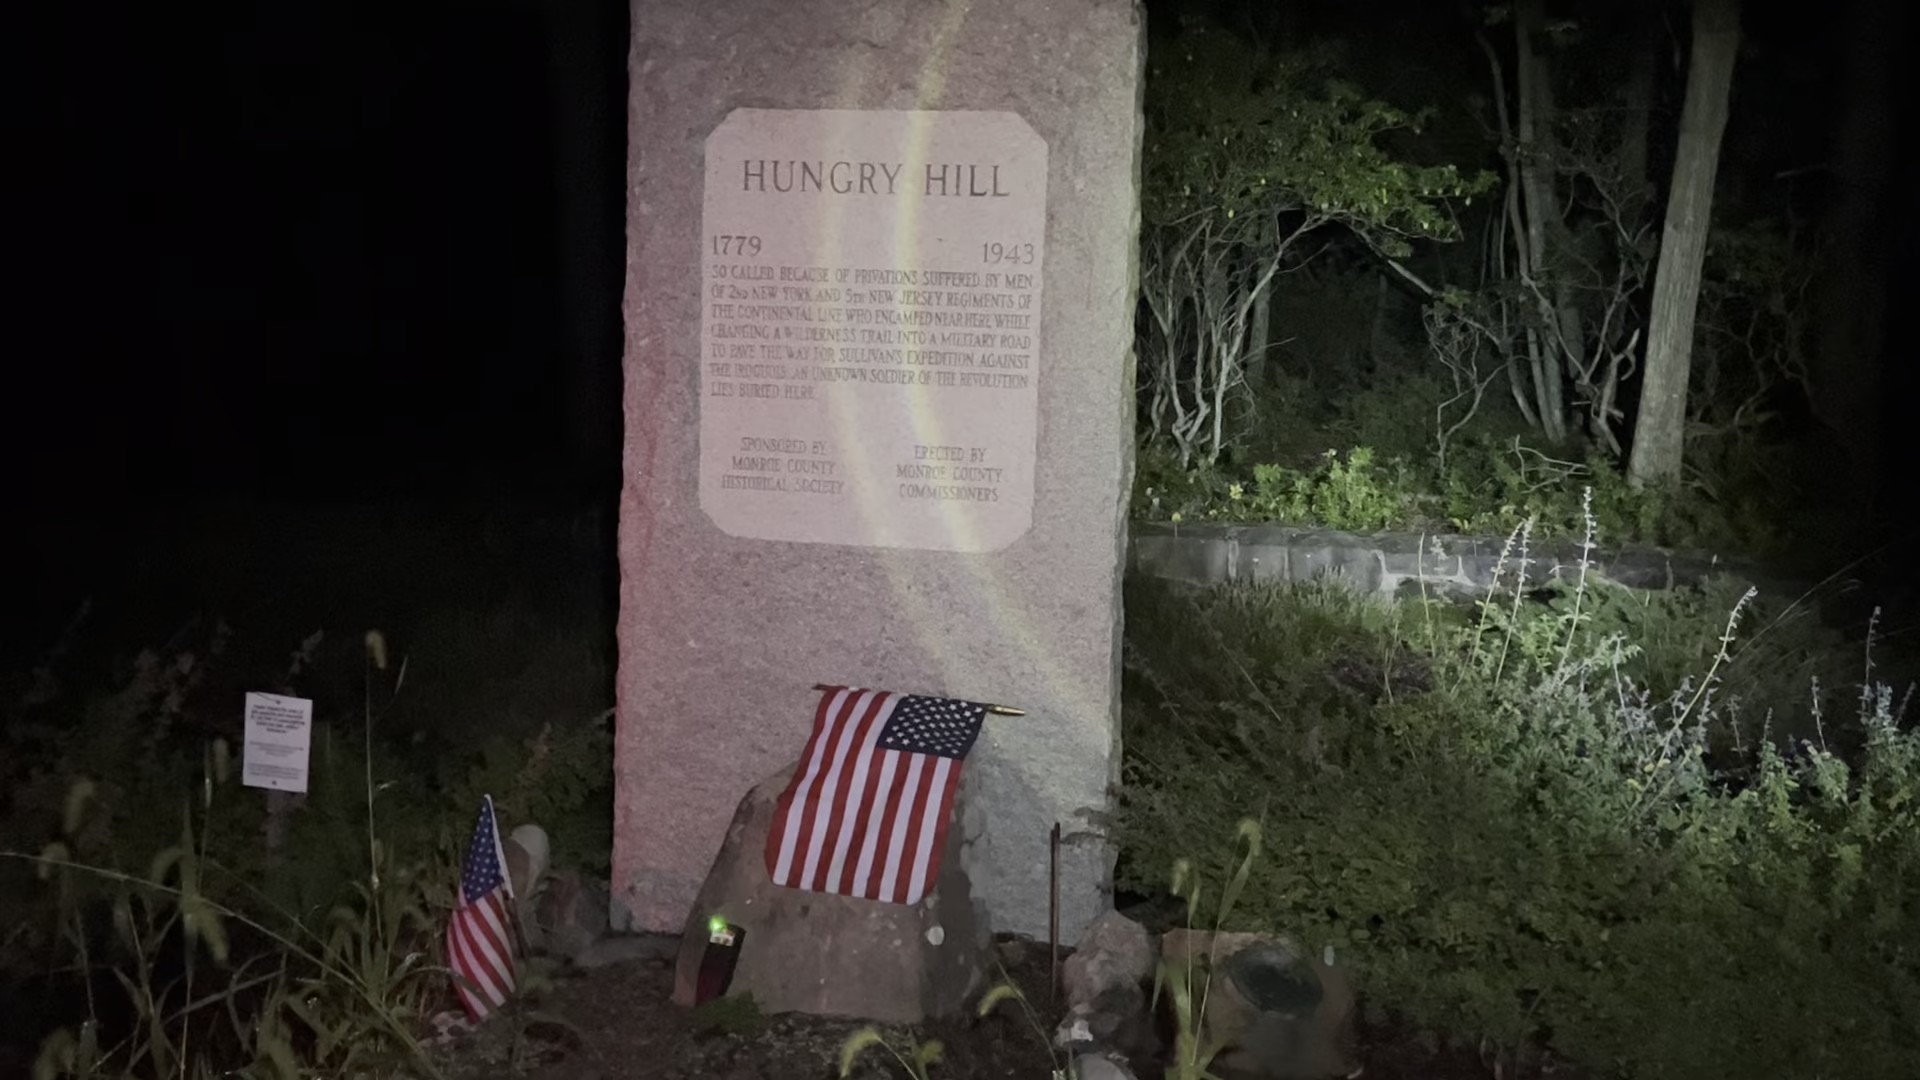 HUNGRY HILL
1779 1943
SO CALLED BECAUSE OF PRIVATIONS SUFFERED BY MEN
OF 2ND NEW YORK AND 5TH NEW JERSEY REGIMENTS OF
THE CONTINENTAL LINE WHO ENCAMPED NEAR HERE WHILE
CHANGING A WILDERNESS TRAIL INTO A MILITARY ROAD
TO PAVE THE WAY FOR SULLIVAN'S EXPEDITION AGAINST
THE IROQUOIS. AN UNKNOWN SOLDIER OF THE REVOLUTION
LIES BURIED HERE.
SPONSORED BY
MONROE COUNTY
HISTORICAL SOCIETY
ERECTED BY
MONROE COUNTY
COMMISSIONERS